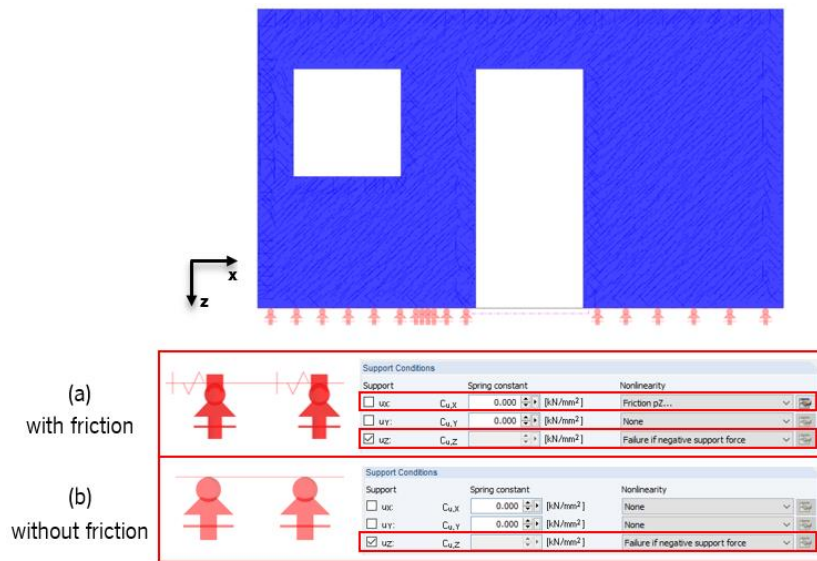 x
z
(a)
with friction
Support Conditions
Support Spring constant Nonlinearity
uX: Cu,X 0.000 [kN/mm2] Friction pZ...
uY: Cu,Y 0.000 [kN/mm2] None
uZ: Cu,Z [kN/mm2] Failure if negative support force
(b)
without friction
Support Conditions
Support Spring constant Nonlinearity
uX: Cu,X 0.000 [kN/mm2] None
uY: Cu,Y 0.000 [kN/mm2] None
uZ: Cu,Z [kN/mm2] Failure if negative support force